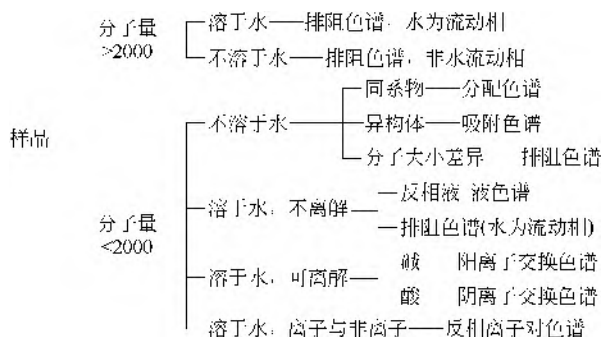 分子量 >2000
溶于水——排阻色谱，水为流动相
不溶于水——排阻色谱，非水流动相
样品
分子量 <2000
不溶于水
同系物——分配色谱
异构体——吸附色谱
分子大小差异 排阻色谱
溶于水，不离解
反相液 液色谱
排阻色谱(水为流动相)
溶于水，可离解
碱 阳离子交换色谱
酸 阴离子交换色谱
溶于水，离子与非离子——反相离子对色谱